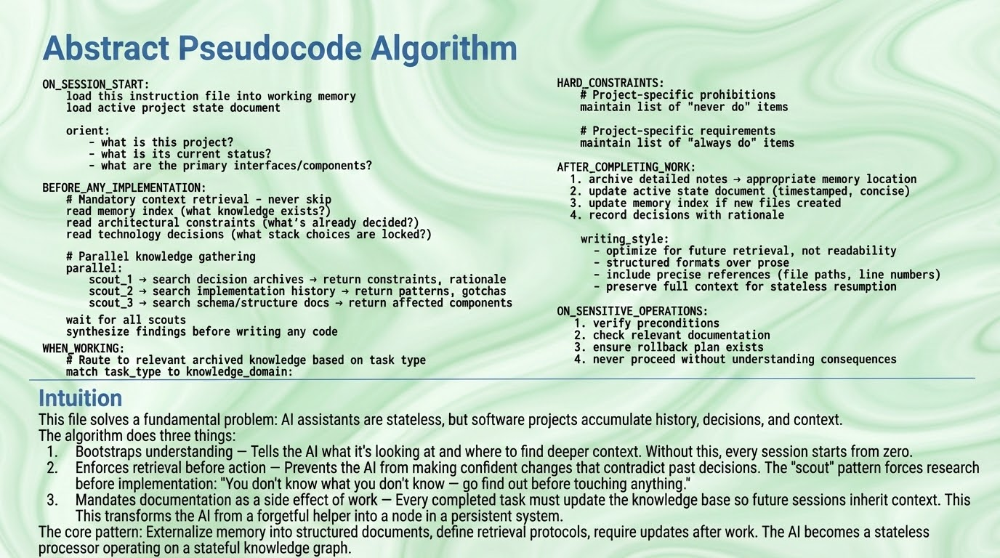 Abstract Pseudocode Algorithm
ON_SESSION_START:
load this instruction file into working memory
load active project state document
orient:
- what is this project?
- what is its current status?
- what are the primary interfaces/components?
BEFORE_ANY_IMPLEMENTATION:
# Mandatory context retrieval - never skip
read memory index (what knowledge exists?)
read architectural constraints (what's already decided?)
read technology decisions (what stack choices are locked?)
# Parallel knowledge gathering
parallel:
scout_1 → search decision archives → return constraints, rationale
scout_2 → search implementation history → return patterns, gotchas
scout_3 → search schema/structure docs → return affected components
wait for all scouts
synthesize findings before writing any code
WHEN_WORKING:
# Route to relevant archived knowledge based on task type
match task_type to knowledge_domain:
HARD_CONSTRAINTS:
# Project-specific prohibitions
maintain list of "never do" items
# Project-specific requirements
maintain list of "always do" items
AFTER_COMPLETING_WORK:
1. archive detailed notes → appropriate memory location
2. update active state document (timestamped, concise)
3. update memory index if new files created
4. record decisions with rationale
writing_style:
- optimize for future retrieval, not readability
- structured formats over prose
- include precise references (file paths, line numbers)
- preserve full context for stateless resumption
ON_SENSITIVE_OPERATIONS:
1. verify preconditions
2. check relevant documentation
3. ensure rollback plan exists
4. never proceed without understanding consequences
Intuition
This file solves a fundamental problem: AI assistants are stateless, but software projects accumulate history, decisions, and context.
The algorithm does three things:
1. Bootstraps understanding — Tells the AI what it's looking at and where to find deeper context. Without this, every session starts from zero.
2. Enforces retrieval before action — Prevents the AI from making confident changes that contradict past decisions. The "scout" pattern forces research
before implementation: "You don't know what you don't know — go find out before touching anything."
3. Mandates documentation as a side effect of work — Every completed task must update the knowledge base so future sessions inherit context. This
This transforms the AI from a forgetful helper into a node in a persistent system.
The core pattern: Externalize memory into structured documents, define retrieval protocols, require updates after work. The AI becomes a stateless
processor operating on a stateful knowledge graph.